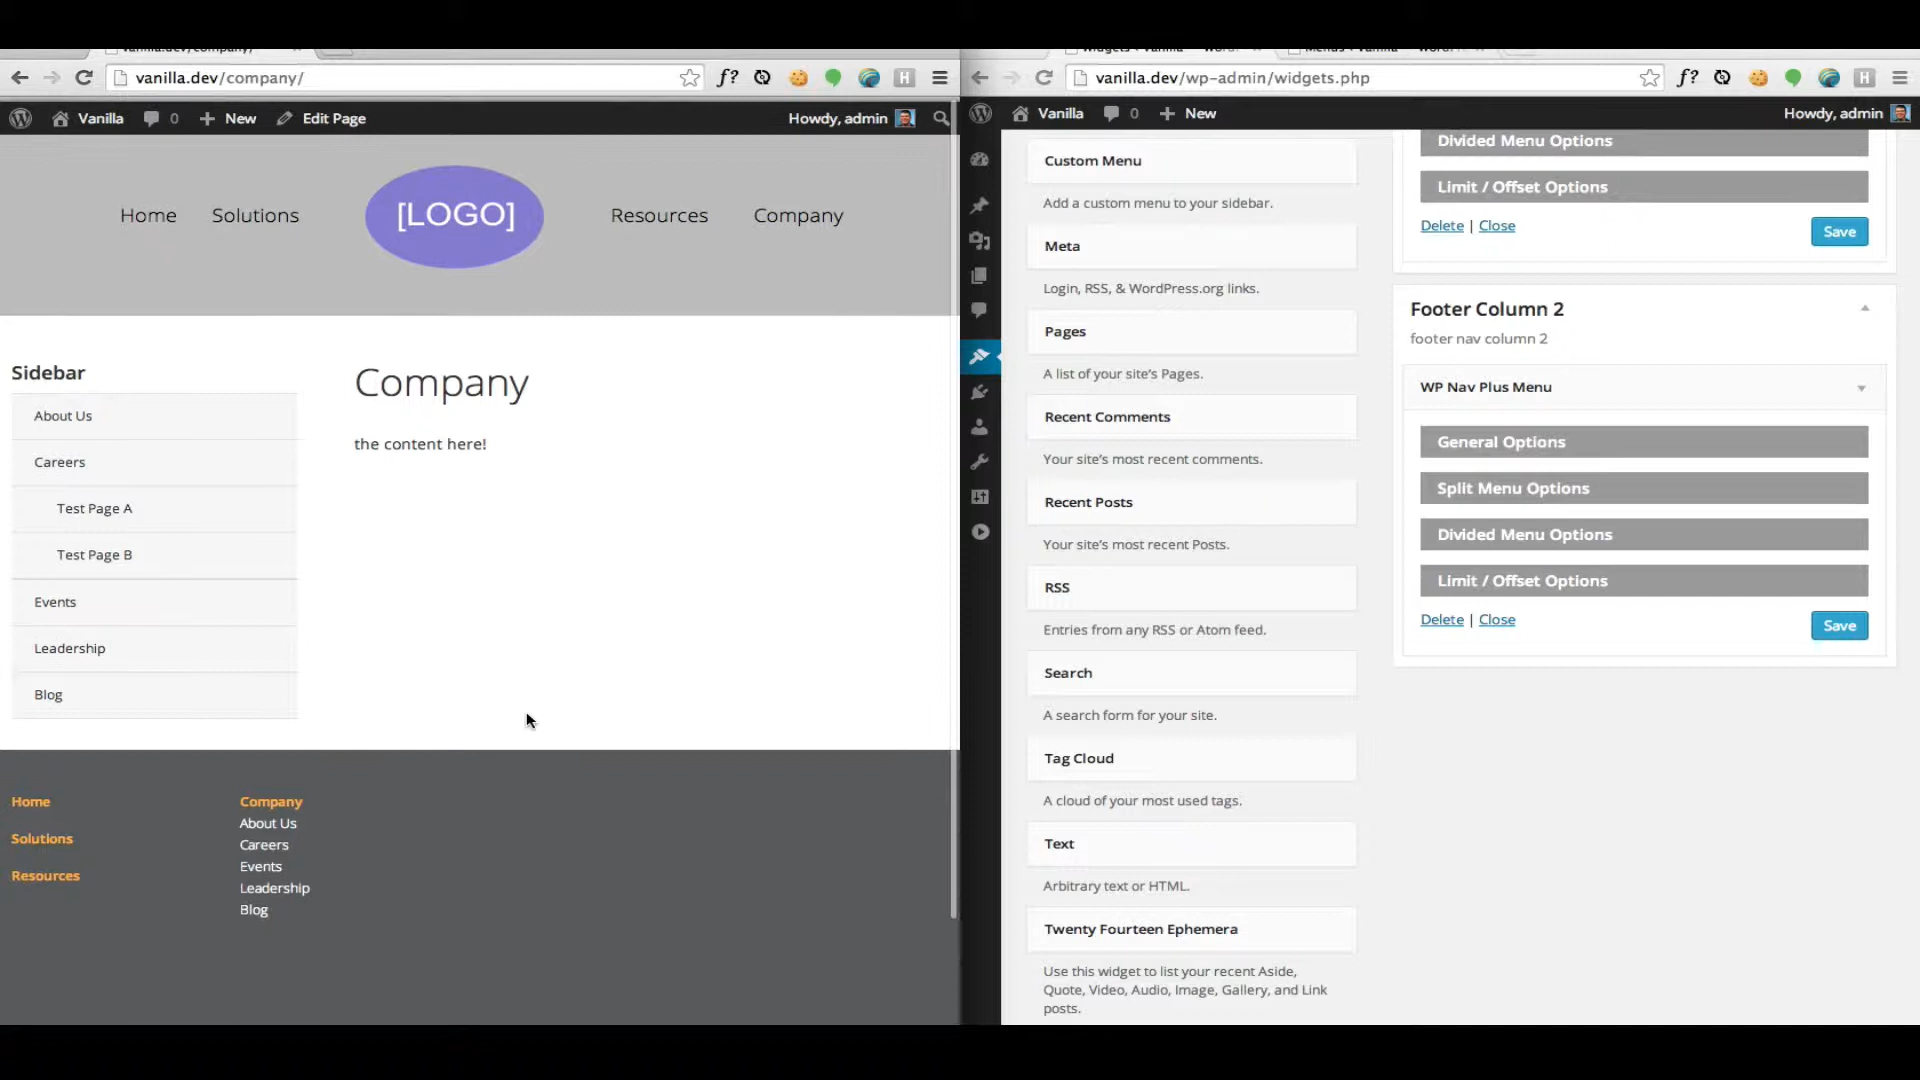 vanilla.dev/company/
vanilla.dev/company/
f?
H
Vanilla
0
New
Edit Page
Howdy, admin
Home
Solutions
[LOGO]
Resources
Company
Sidebar
About Us
Careers
Test Page A
Test Page B
Events
Leadership
Blog
Company
the content here!
Home
Solutions
Resources
Company
About Us
Careers
Events
Leadership
Blog
vanilla.dev/wp-admin/widgets.php
f?
H
Vanilla
0
New
Howdy, admin
Custom Menu
Add a custom menu to your sidebar.
Meta
Login, RSS, & WordPress.org links.
Pages
A list of your site's Pages.
Recent Comments
Your site's most recent comments.
Recent Posts
Your site's most recent Posts.
RSS
Entries from any RSS or Atom feed.
Search
A search form for your site.
Tag Cloud
A cloud of your most used tags.
Text
Arbitrary text or HTML.
Twenty Fourteen Ephemera
Use this widget to list your recent Aside,
Quote, Video, Audio, Image, Gallery, and Link
posts.
Divided Menu Options
Limit / Offset Options
Delete | Close
Save
Footer Column 2
footer nav column 2
WP Nav Plus Menu
General Options
Split Menu Options
Divided Menu Options
Limit / Offset Options
Delete | Close
Save